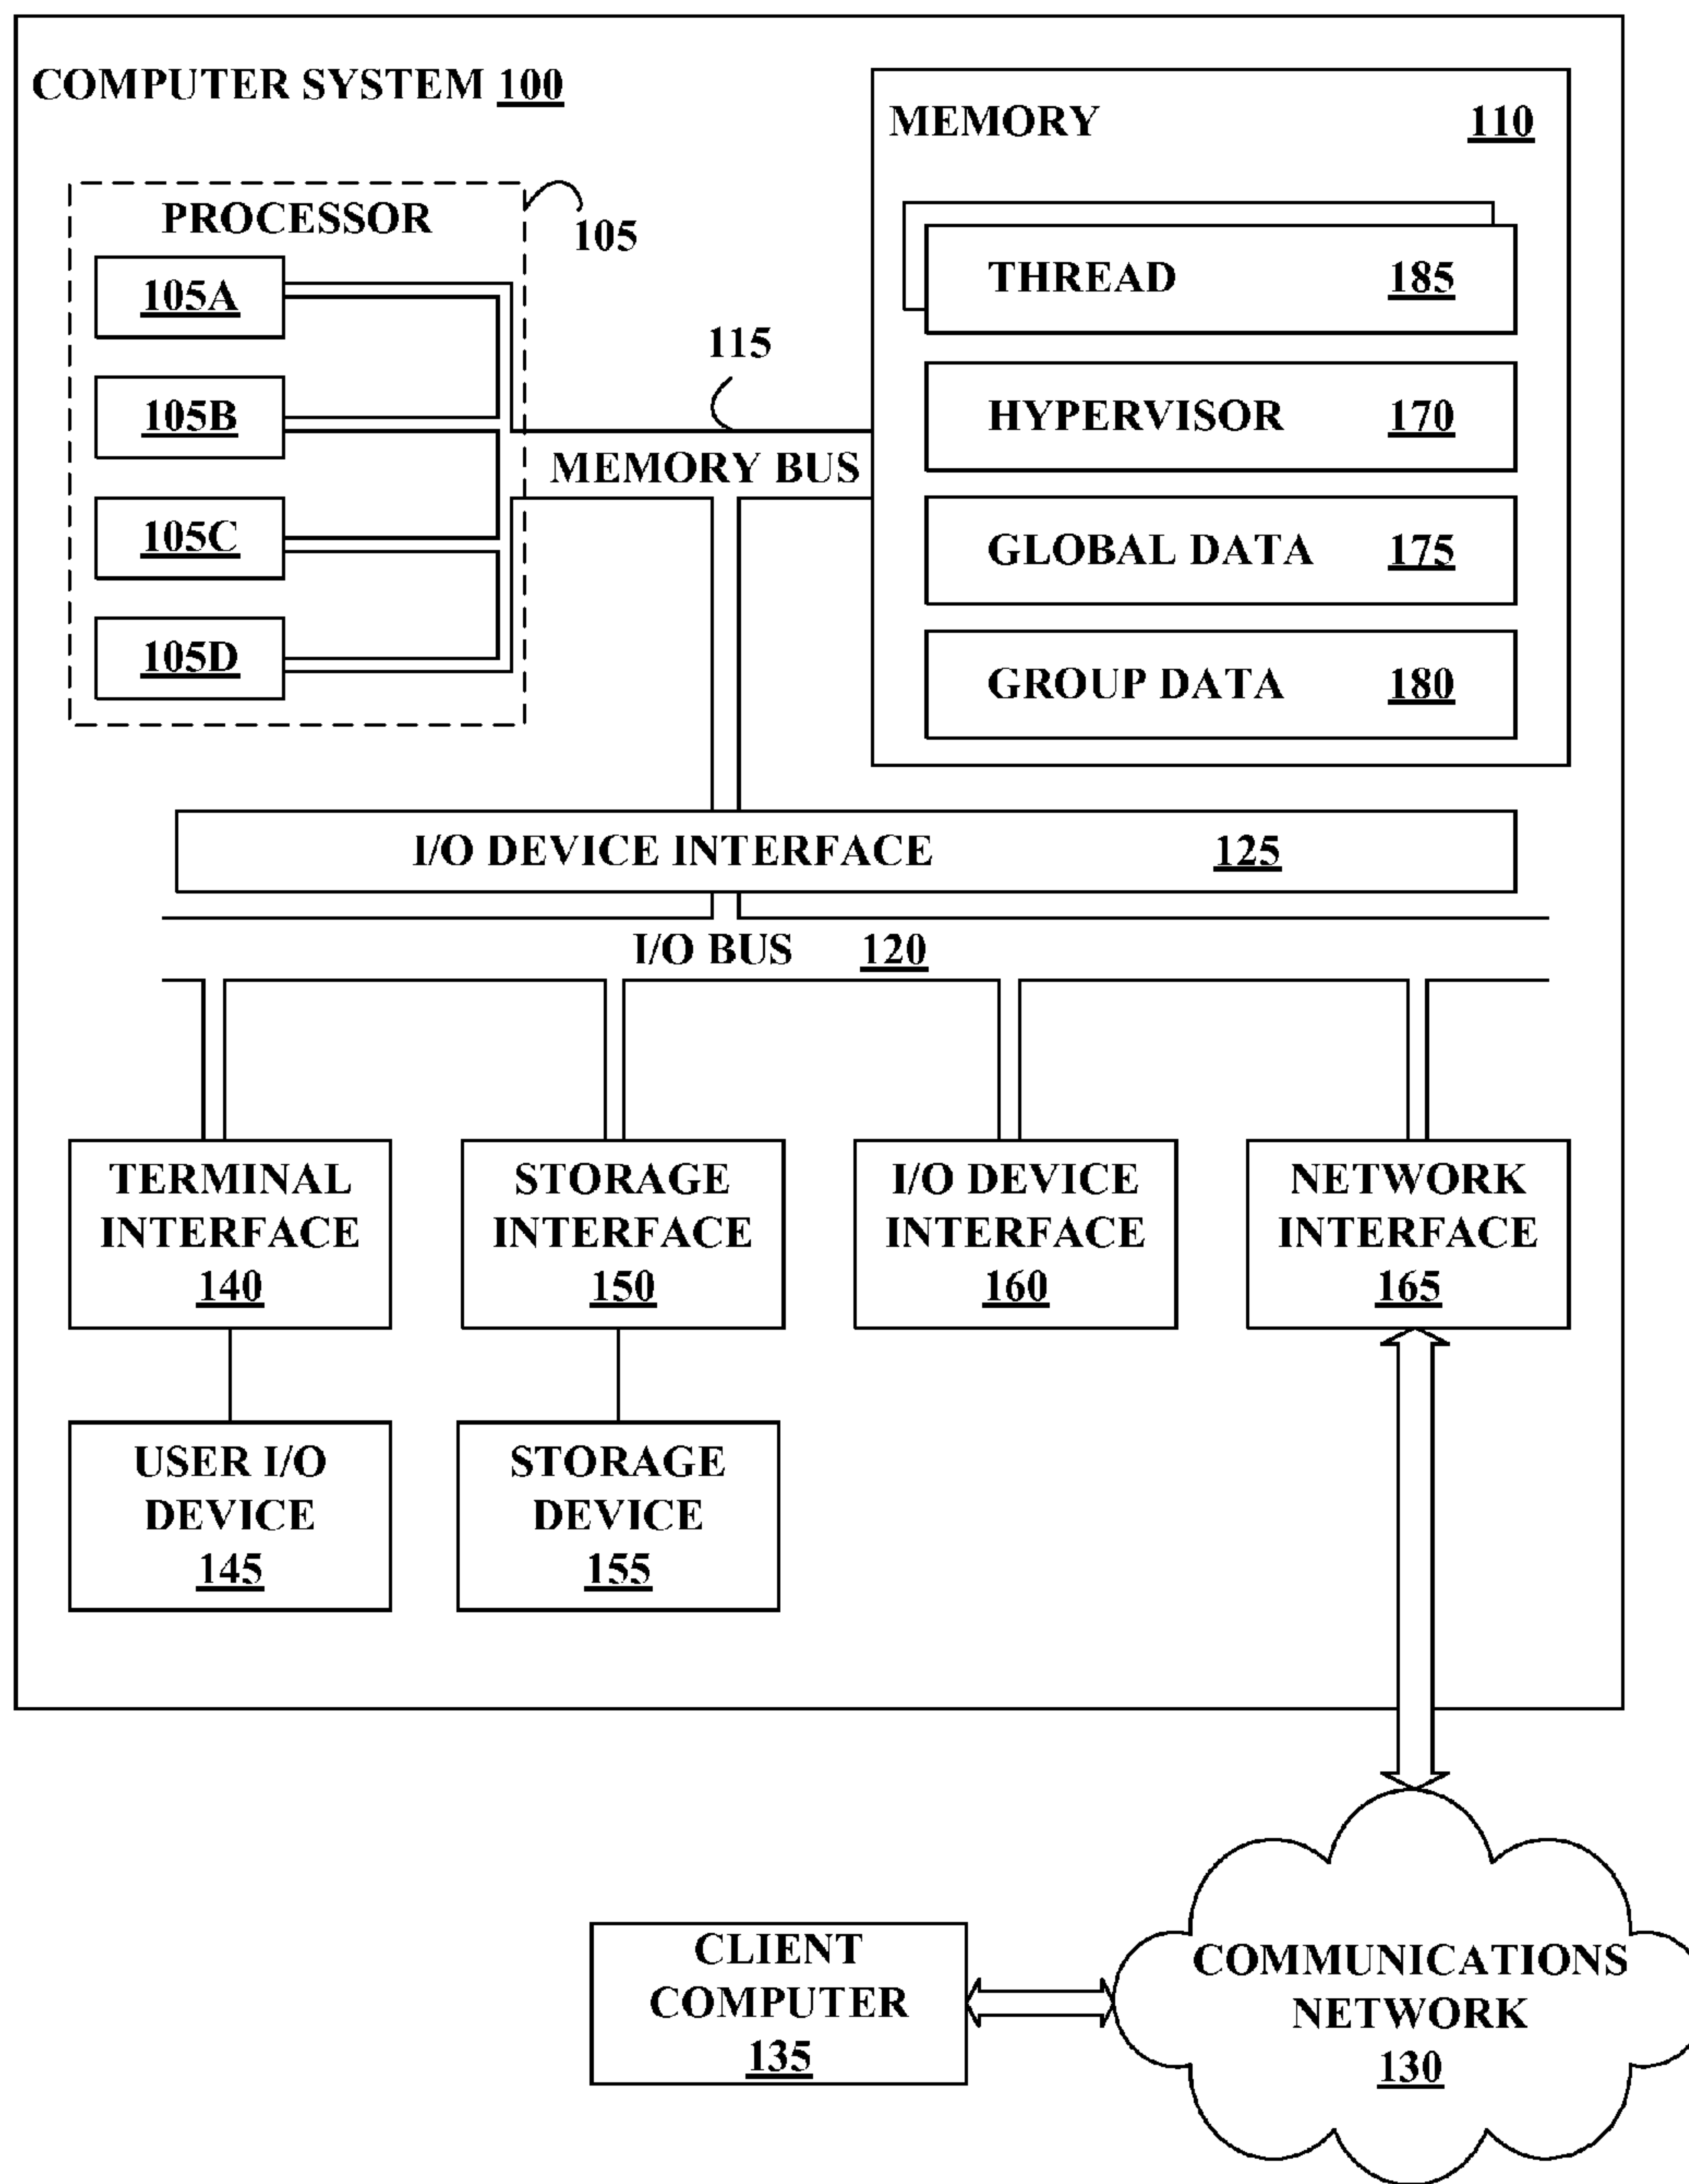 COMPUTER SYSTEM 100
MEMORY 110
PROCESSOR
105
105A
105B
105C
105D
115
MEMORY BUS
THREAD 185
HYPERVISOR 170
GLOBAL DATA 175
GROUP DATA 180
I/O DEVICE INTERFACE 125
I/O BUS 120
TERMINAL
INTERFACE
140
STORAGE
INTERFACE
150
I/O DEVICE
INTERFACE
160
NETWORK
INTERFACE
165
USER I/O
DEVICE
145
STORAGE
DEVICE
155
CLIENT
COMPUTER
135
COMMUNICATIONS
NETWORK
130